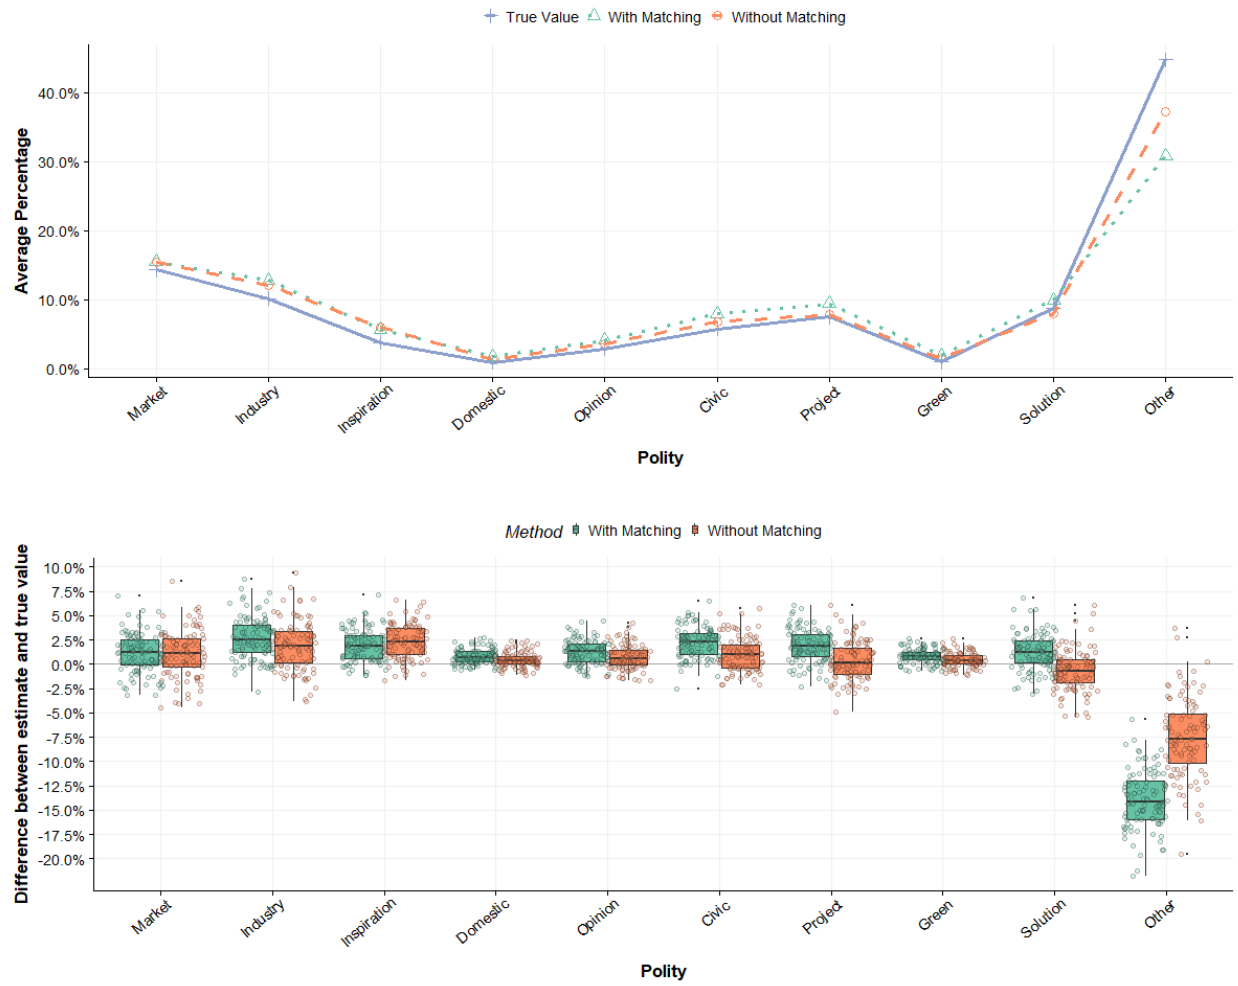 True Value With Matching Without Matching
Average Percentage
40.0%
30.0%
20.0%
10.0%
0.0%
Market Industry Inspiration Domestic Opinion Civic Project Green Solution Other
Polity
Method With Matching Without Matching
Difference between estimate and true value
10.0%
7.5%
5.0%
2.5%
0.0%
-2.5%
-5.0%
-7.5%
-10.0%
-12.5%
-15.0%
-17.5%
-20.0%
Market Industry Inspiration Domestic Opinion Civic Project Green Solution Other
Polity